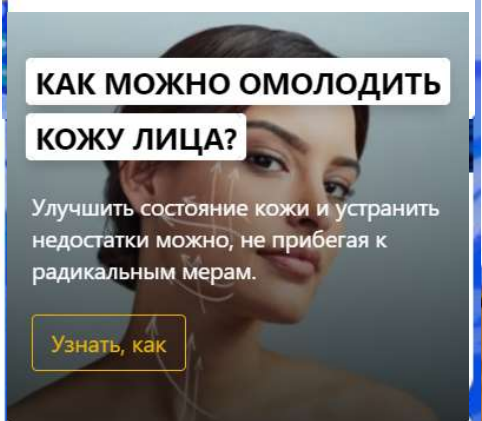 КАК МОЖНО ОМОЛОДИТЬ
КОЖУ ЛИЦА?
Улучшить состояние кожи и устранить
недостатки можно, не прибегая к
радикальным мерам.
Узнать, как